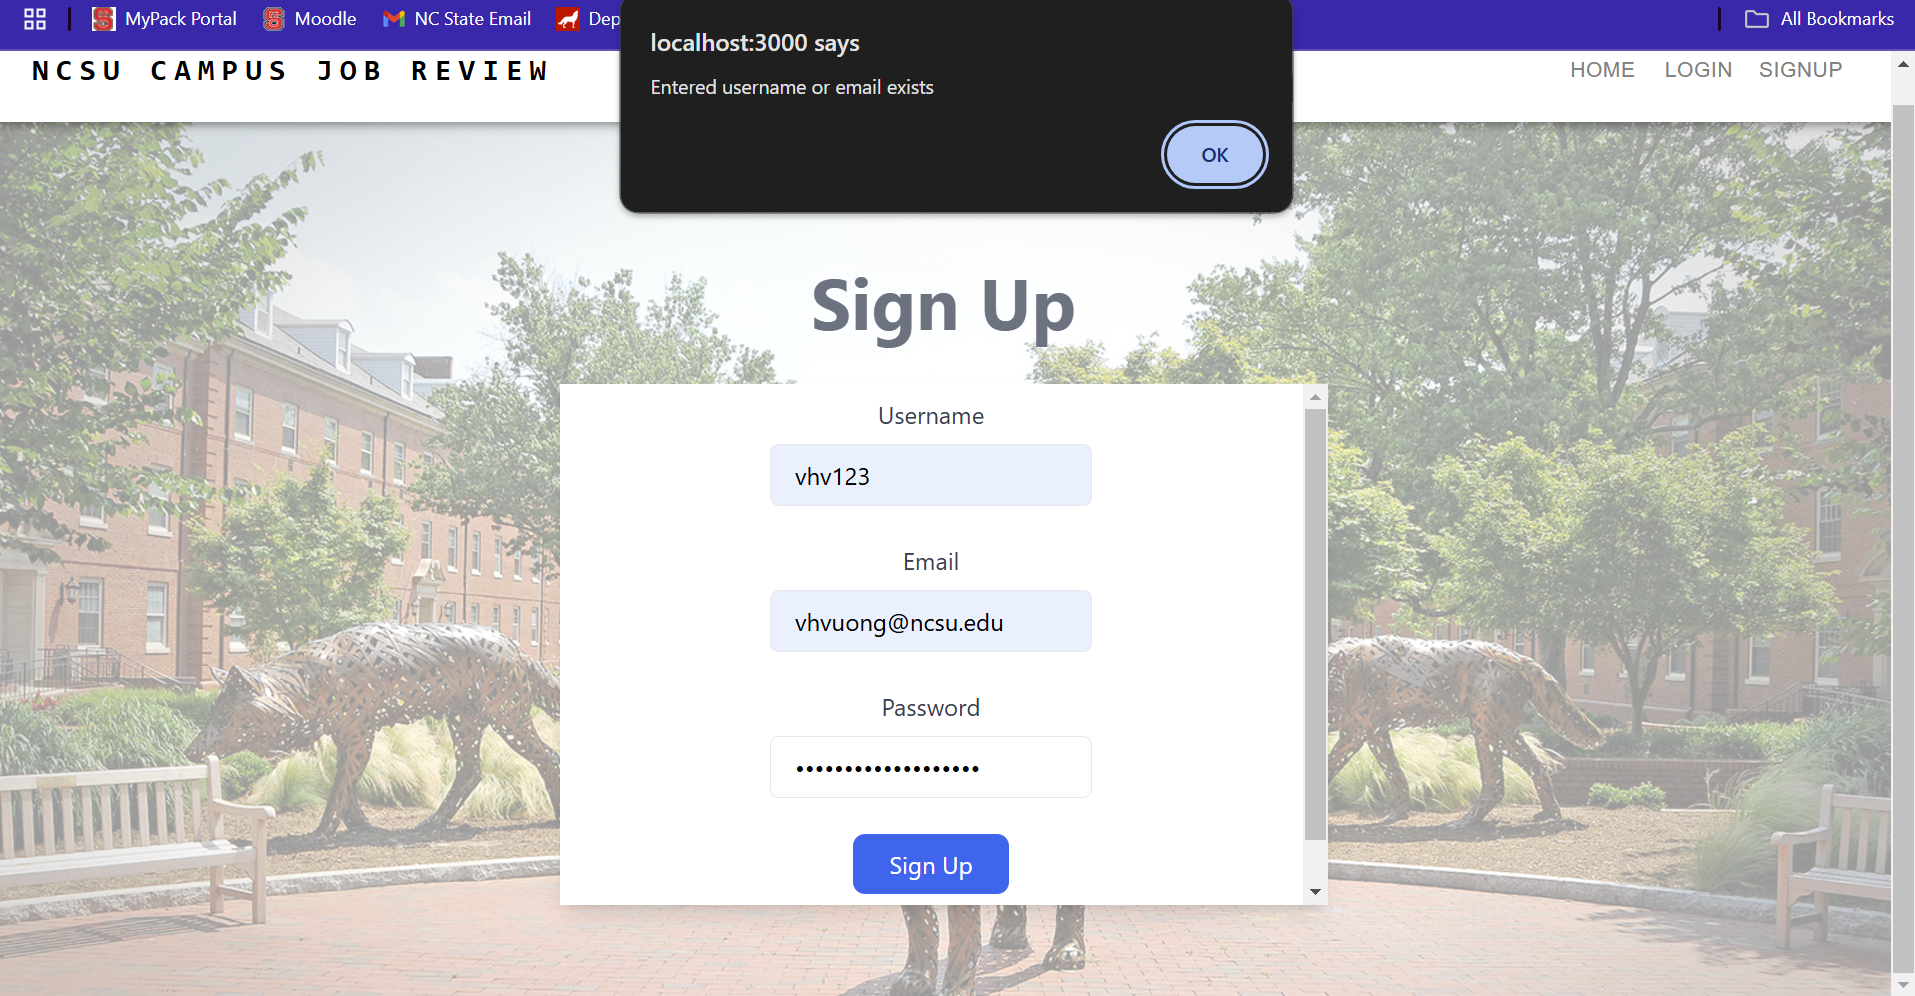 MyPack Portal
Moodle
NC State Email
Dep
All Bookmarks
localhost:3000 says
Entered username or email exists
OK
NCSU CAMPUS JOB REVIEW
HOME
LOGIN
SIGNUP
Sign Up
Username
vhv123
Email
vhvuong@ncsu.edu
Password
•••••••••••••••••••
Sign Up